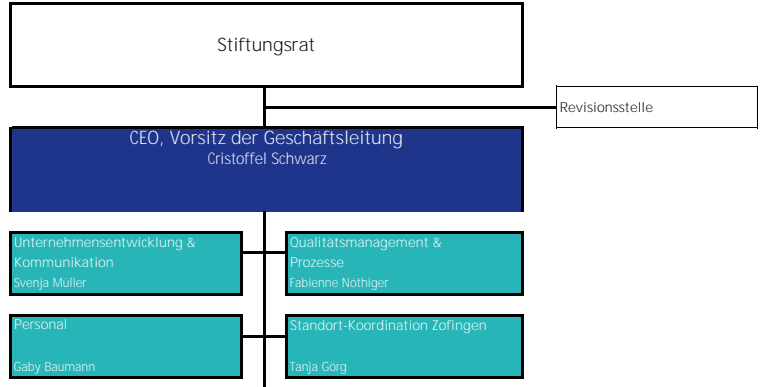 Stiftungsrat
Revisionsstelle
CEO, Vorsitz der Geschäftsleitung
Cristoffel Schwarz
Unternehmensentwicklung &
Kommunikation
Svenja Müller
Qualitätsmanagement &
Prozesse
Fabienne Nöthiger
Personal
Gaby Baumann
Standort-Koordination Zofingen
Tanja Görg